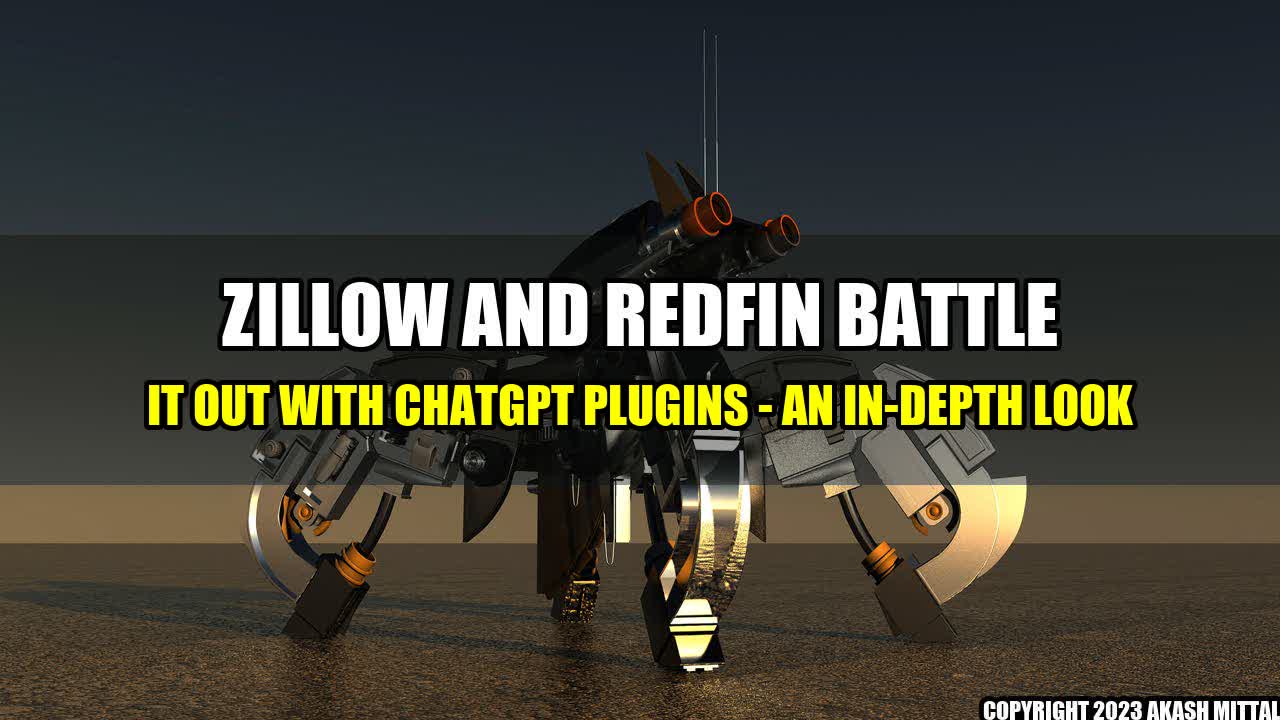 ZILLOW AND REDFIN BATTLE
IT OUT WITH CHATGPT PLUGINS - AN IN-DEPTH LOOK
COPYRIGHT 2023 AKASH MITTAL